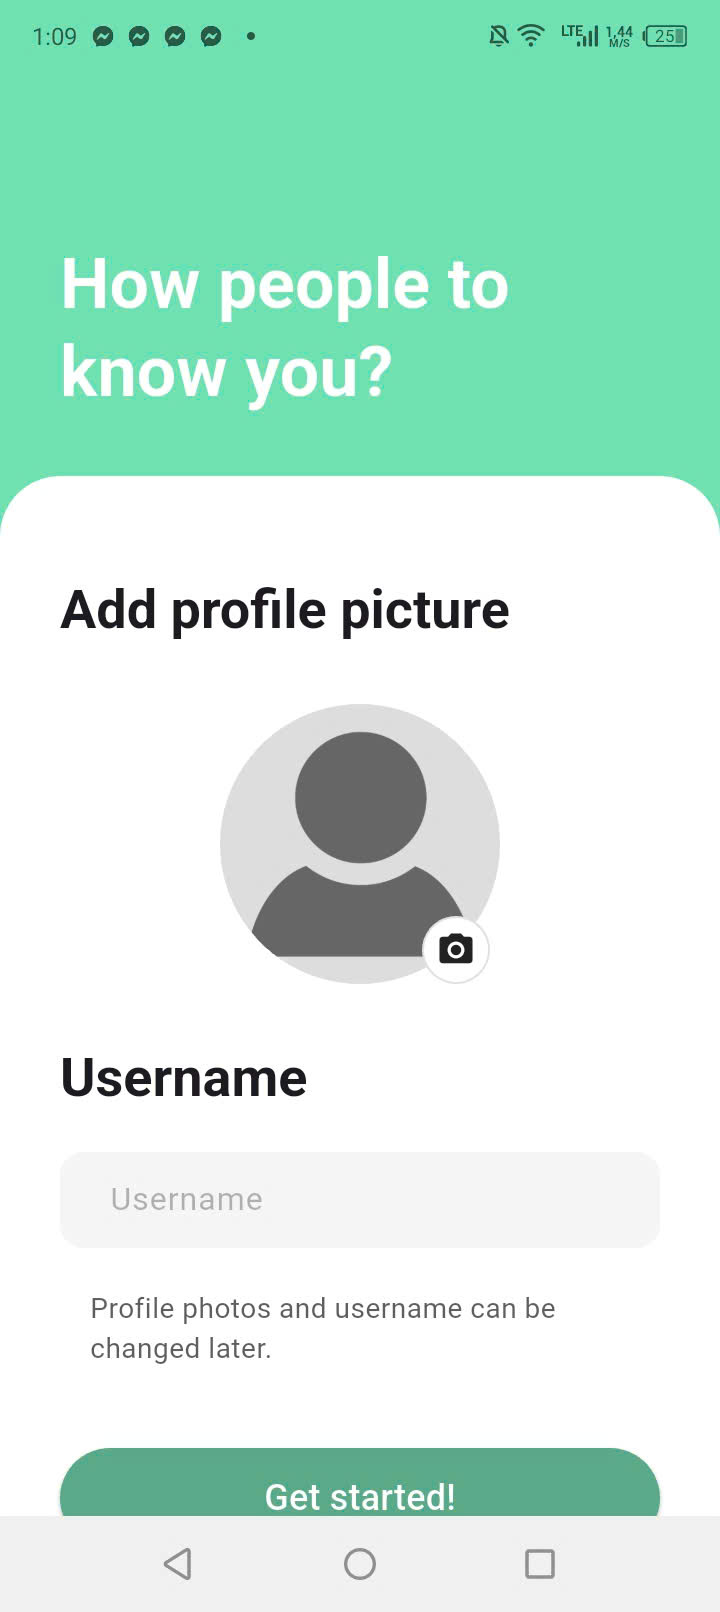 1:09
LTE 1,44 M/S 25
How people to
know you?
Add profile picture
Username
Username
Profile photos and username can be
changed later.
Get started!